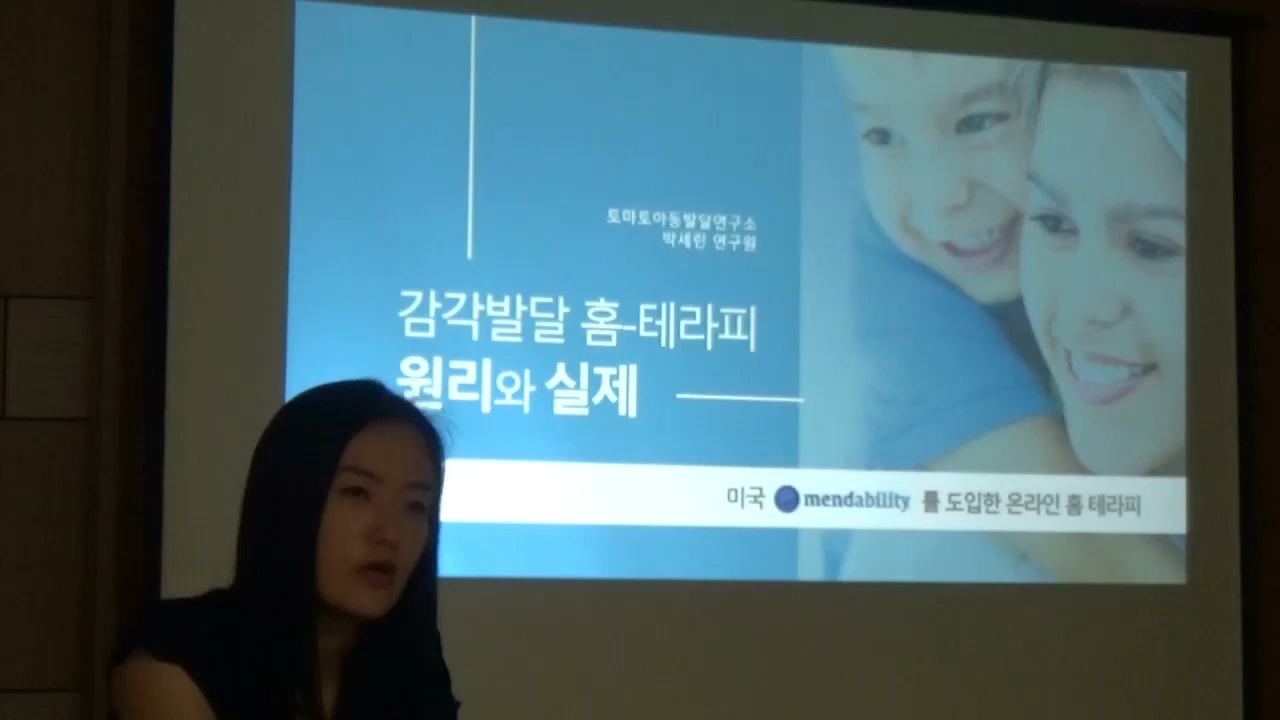 토마토아동발달연구소
박세린 연구원
감각발달 홈-테라피
원리와 실제
미국 mendability 를 도입한 온라인 홈 테라피